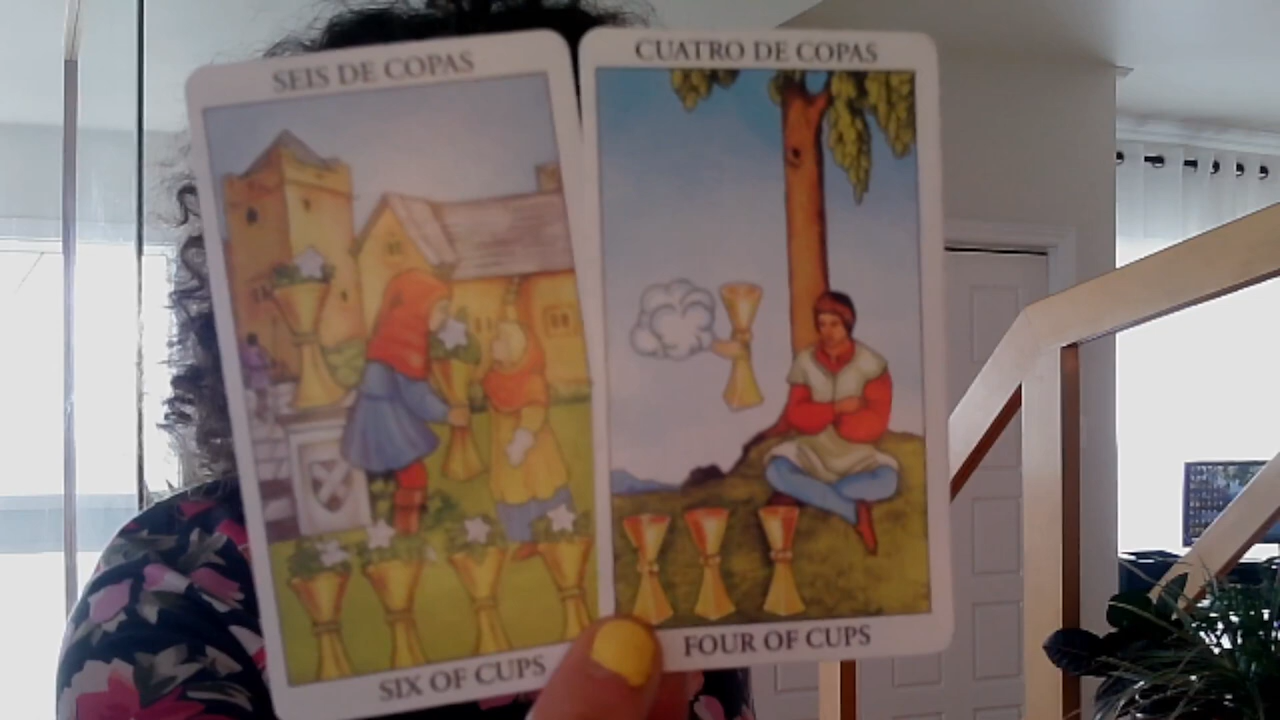 SEIS DE COPAS
SIX OF CUPS
CUATRO DE COPAS
FOUR OF CUPS